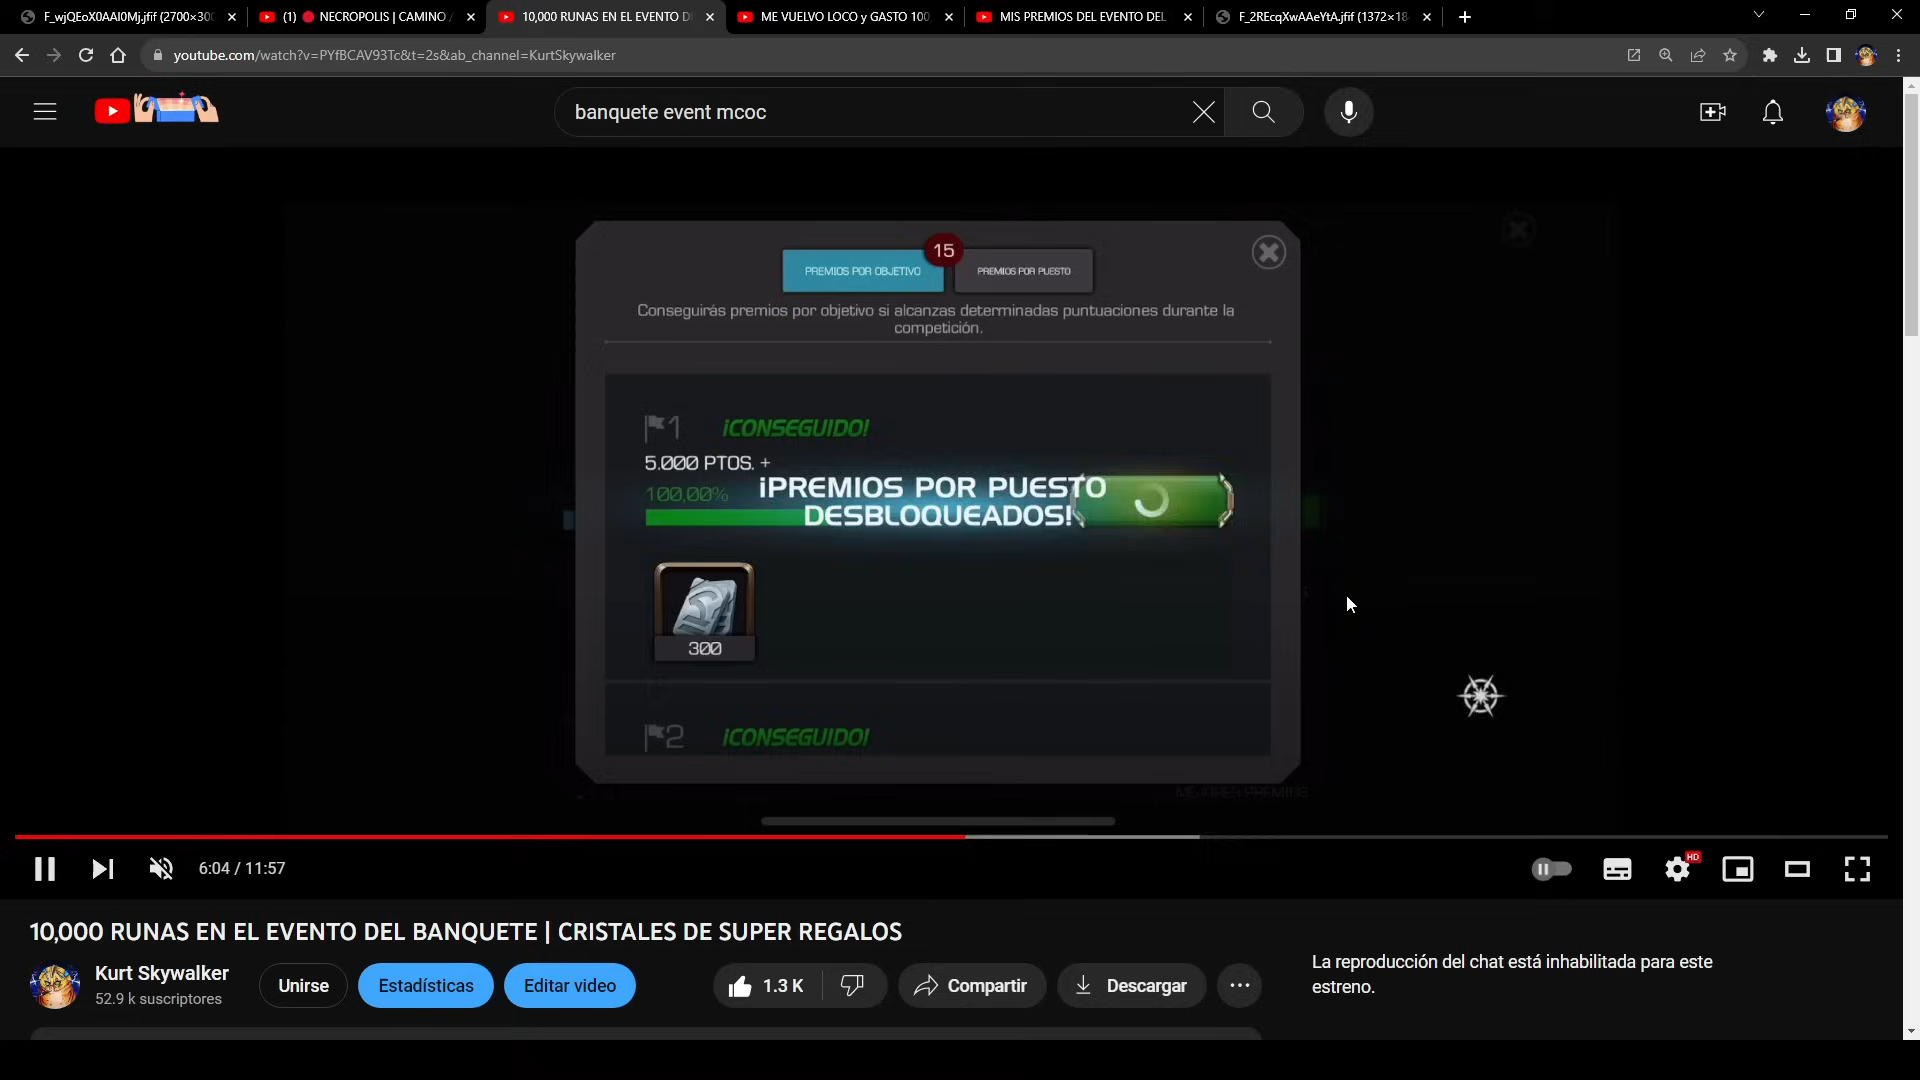 F_wjQEoX0AAI0Mj.jfif (2700×300
(1) NECROPOLIS | CAMINO
10,000 RUNAS EN EL EVENTO D
ME VUELVO LOCO y GASTO 100
MIS PREMIOS DEL EVENTO DEL
F_2REcqXwAAeYtA.jfif (1372×18
youtube.com/watch?v=PYfBCAV93Tc&t=2s&ab_channel=KurtSkywalker
banquete event mcoc
15
PREMIOS POR OBJETIVO
PREMIOS POR PUESTO
Conseguirás premios por objetivo si alcanzas determinadas puntuaciones durante la
competición.
1 ¡CONSEGUIDO!
5.000 PTOS. +
100,00%
¡PREMIOS POR PUESTO
DESBLOQUEADOS!
300
2 ¡CONSEGUIDO!
MEJORES PREMIOS
6:04 / 11:57
HD
10,000 RUNAS EN EL EVENTO DEL BANQUETE | CRISTALES DE SUPER REGALOS
Kurt Skywalker
52.9 k suscriptores
Unirse
Estadísticas
Editar video
1.3 K
Compartir
Descargar
La reproducción del chat está inhabilitada para este
estreno.